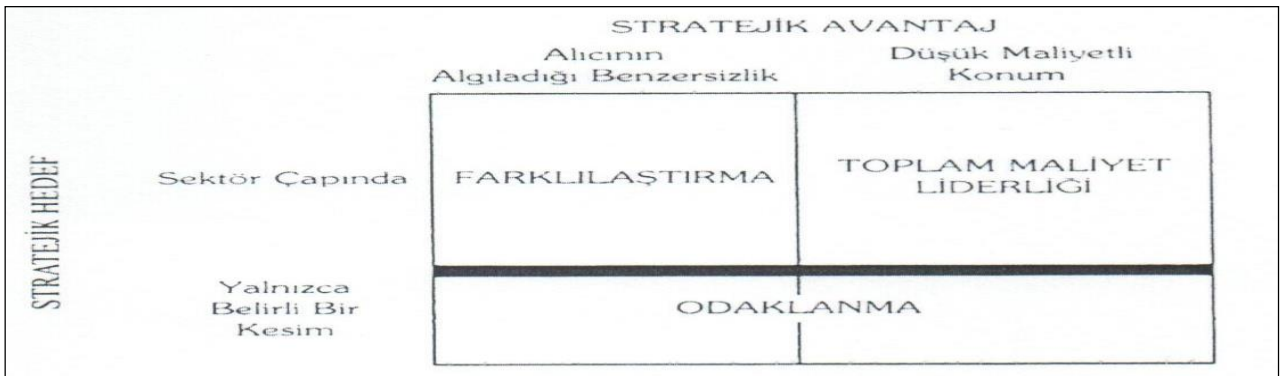 STRATEJİK AVANTAJ
Alıcının
Algıladığı Benzersizlik
Düşük Maliyetli
Konum
STRATEJİK HEDEF
Sektör Çapında
FARKLILAŞTIRMA
TOPLAM MALİYET
LİDERLİĞİ
Yalnızca
Belirli Bir
Kesim
ODAKLANMA